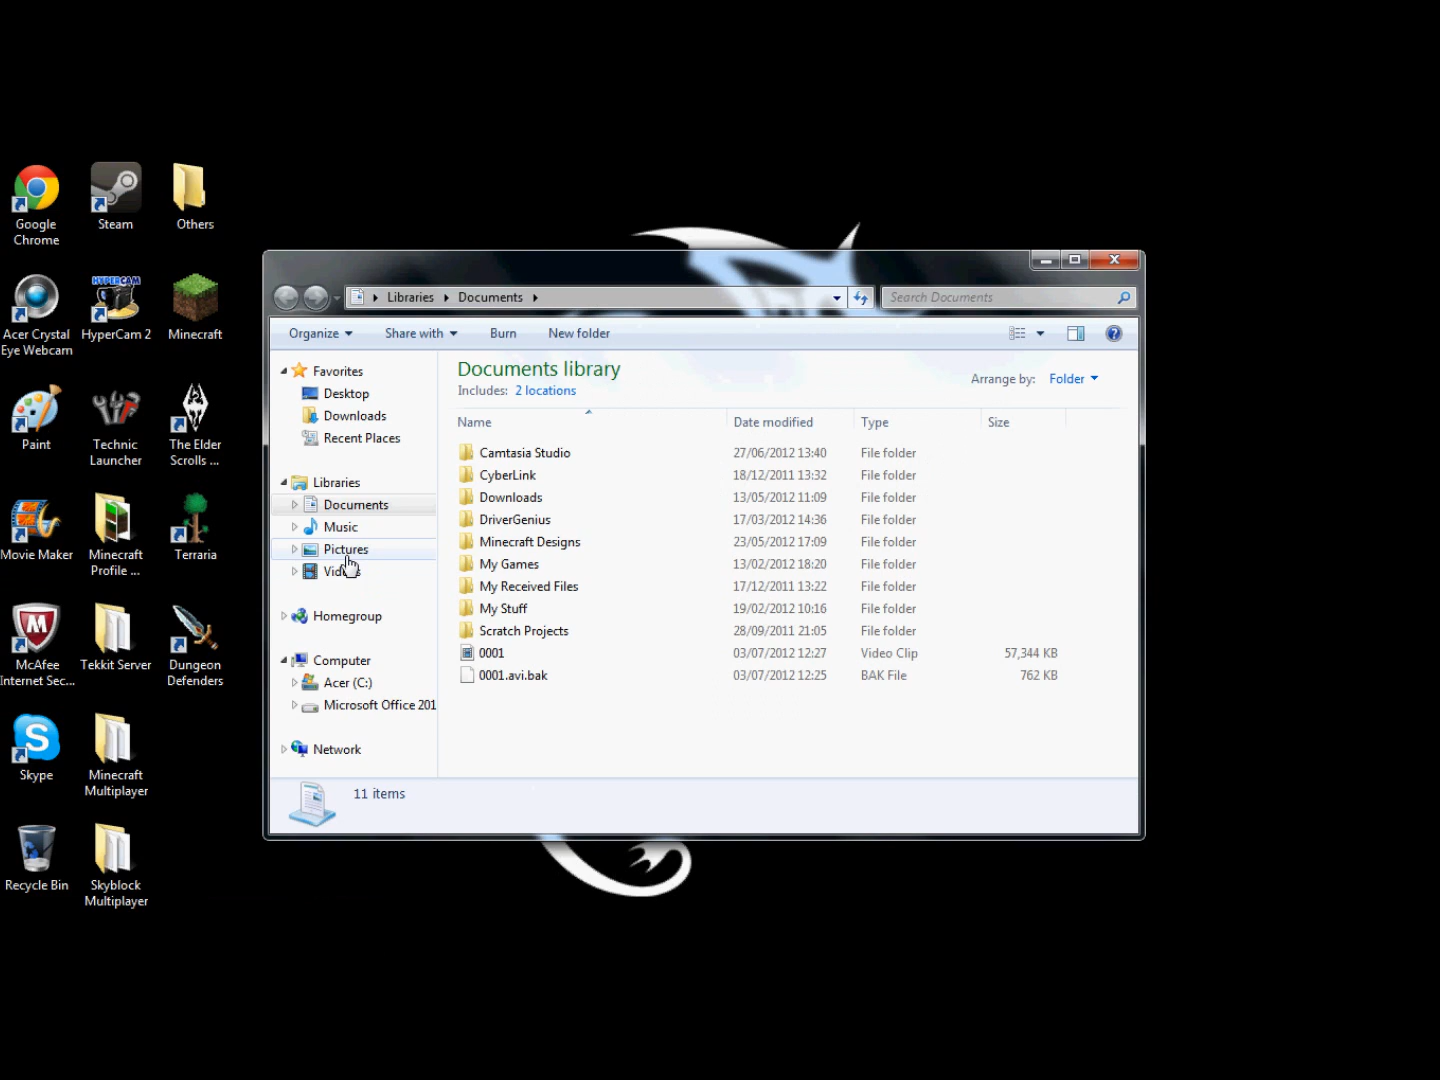 Google
Chrome
Steam
Others
Acer Crystal
Eye Webcam
HYPERCAM
HyperCam 2
Minecraft
Paint
Technic
Launcher
The Elder
Scrolls ...
Movie Maker
Minecraft
Profile ...
Terraria
McAfee
Internet Sec...
Tekkit Server
Dungeon
Defenders
Skype
Minecraft
Multiplayer
Recycle Bin
Skyblock
Multiplayer
Libraries Documents
Search Documents
Organize Share with Burn New folder
Favorites
Desktop
Downloads
Recent Places
Libraries
Documents
Music
Pictures
Homegroup
Computer
Acer (C:)
Microsoft Office 201
Network
Documents library
Includes: 2 locations
Arrange by: Folder
Name Date modified Type Size
Camtasia Studio 27/06/2012 13:40 File folder
CyberLink 18/12/2011 13:32 File folder
Downloads 13/05/2012 11:09 File folder
DriverGenius 17/03/2012 14:36 File folder
Minecraft Designs 23/05/2012 17:09 File folder
My Games 13/02/2012 18:20 File folder
My Received Files 17/12/2011 13:22 File folder
My Stuff 19/02/2012 10:16 File folder
Scratch Projects 28/09/2011 21:05 File folder
0001 03/07/2012 12:27 Video Clip 57,344 KB
0001.avi.bak 03/07/2012 12:25 BAK File 762 KB
11 items